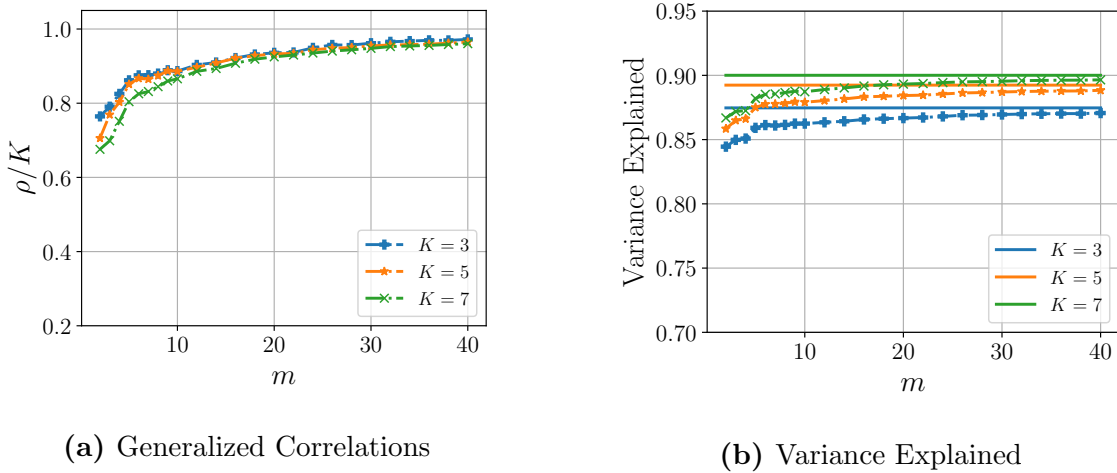 1.0
0.8
0.6
0.4
0.2
ρ/K
10
20
30
40
m
K = 3
K = 5
K = 7
(a) Generalized Correlations
0.95
0.90
0.85
0.80
0.75
0.70
Variance Explained
10
20
30
40
m
K = 3
K = 5
K = 7
(b) Variance Explained